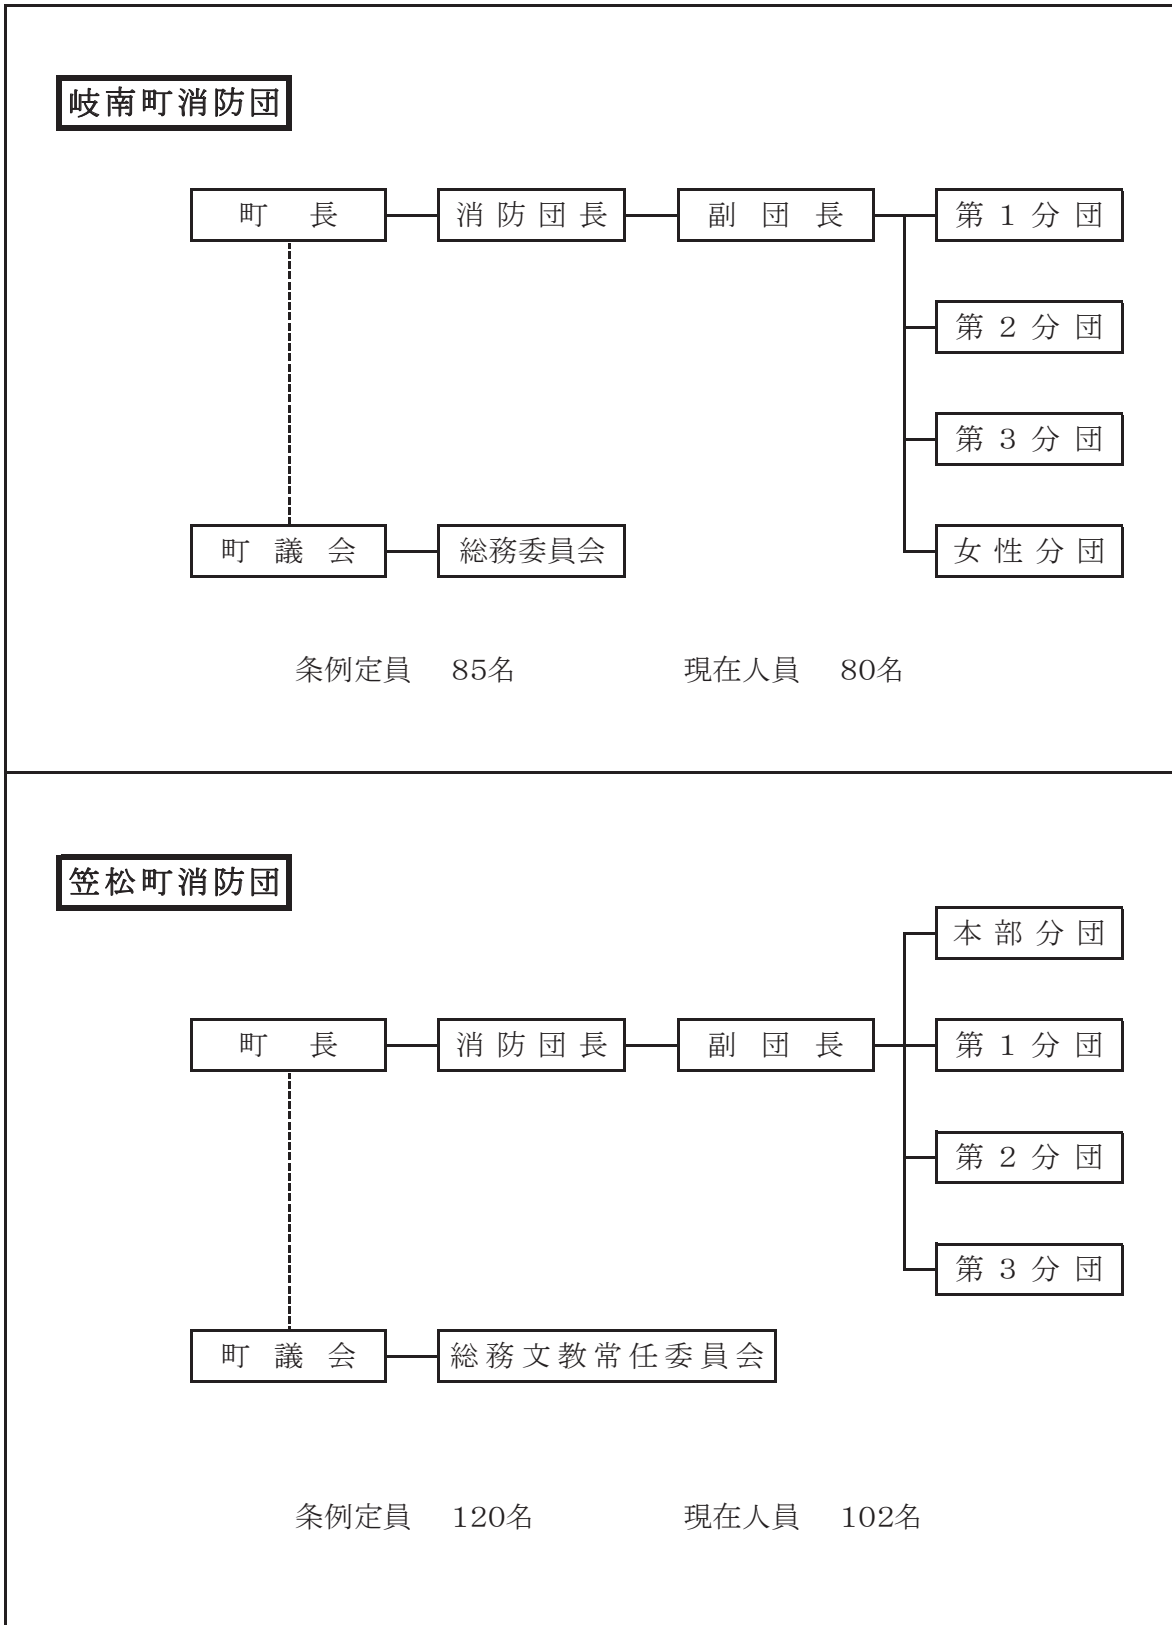 岐南町消防団
町長 消防団長 副団長 第1分団
第2分団
第3分団
町議会 総務委員会 女性分団
条例定員 85名 現在人員 80名
笠松町消防団
本部分団
町長 消防団長 副団長 第1分団
第2分団
第3分団
町議会 総務文教常任委員会
条例定員 120名 現在人員 102名